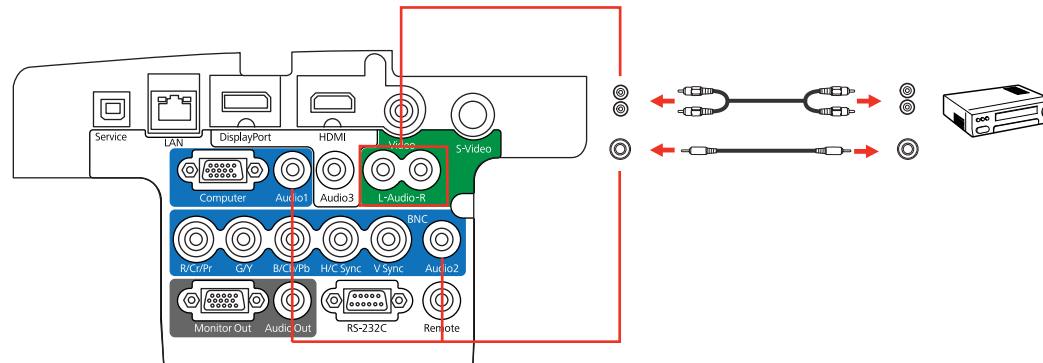 Service
LAN
DisplayPort
HDMI
Video
S-Video
Computer
Audio1
Audio3
L-Audio-R
BNC
R/Cr/Pr
G/Y
B/Cb/Pb
H/C Sync
V Sync
Audio2
Monitor Out
Audio Out
RS-232C
Remote